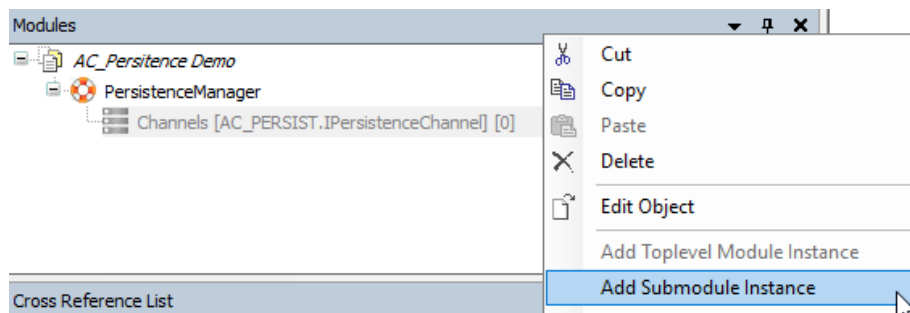 Modules
AC_Persitence Demo
PersistenceManager
Channels [AC_PERSIST.IPersistenceChannel] [0]
Cross Reference List
Cut
Copy
Paste
Delete
Edit Object
Add Toplevel Module Instance
Add Submodule Instance